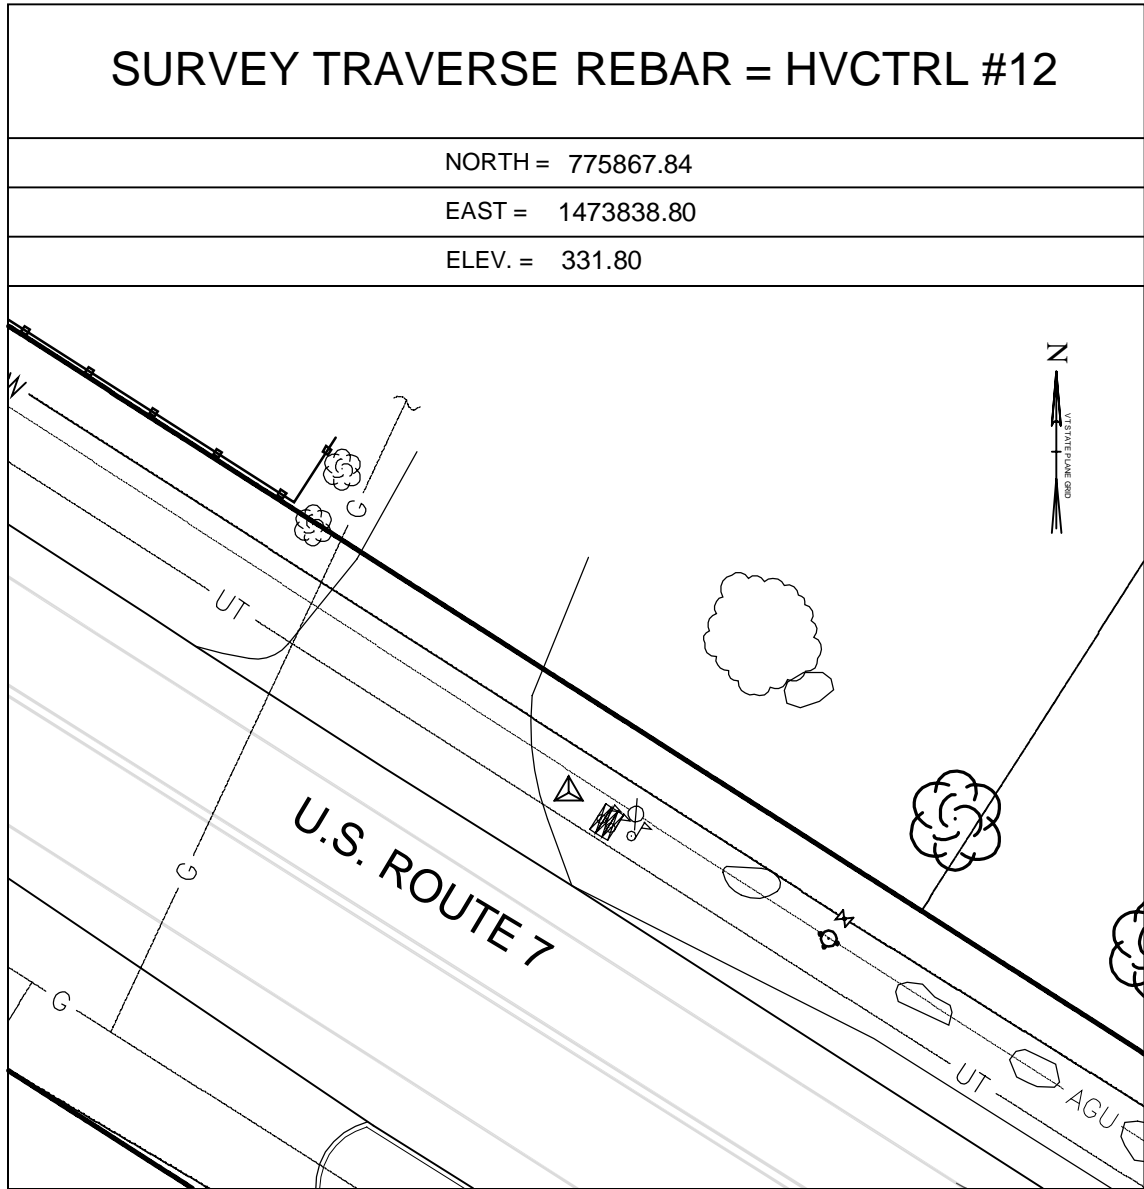 SURVEY TRAVERSE REBAR = HVCTRL #12
NORTH = 775867.84
EAST = 1473838.80
ELEV. = 331.80
N
VT STATE PLANE GRID
W
G
UT
U.S. ROUTE 7
G
G
UT
AGU